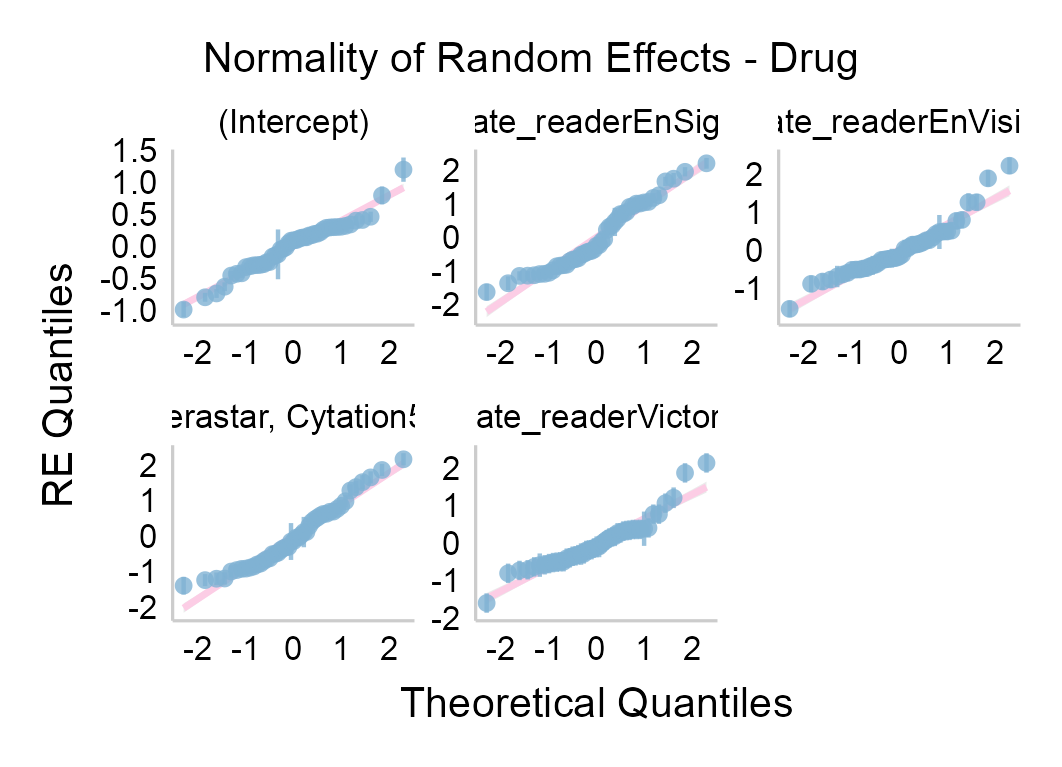 Normality of Random Effects - Drug
(Intercept)
ate_readerEnSig
ate_readerEnVisi
1.5
1.0
0.5
0.0
-0.5
-1.0
2
1
0
-1
-2
2
1
0
-1
-2 -1 0 1 2
-2 -1 0 1 2
-2 -1 0 1 2
RE Quantiles
erastar, Cytation5
ate_readerVictor
2
1
0
-1
-2
2
1
0
-1
-2
-2 -1 0 1 2
-2 -1 0 1 2
Theoretical Quantiles